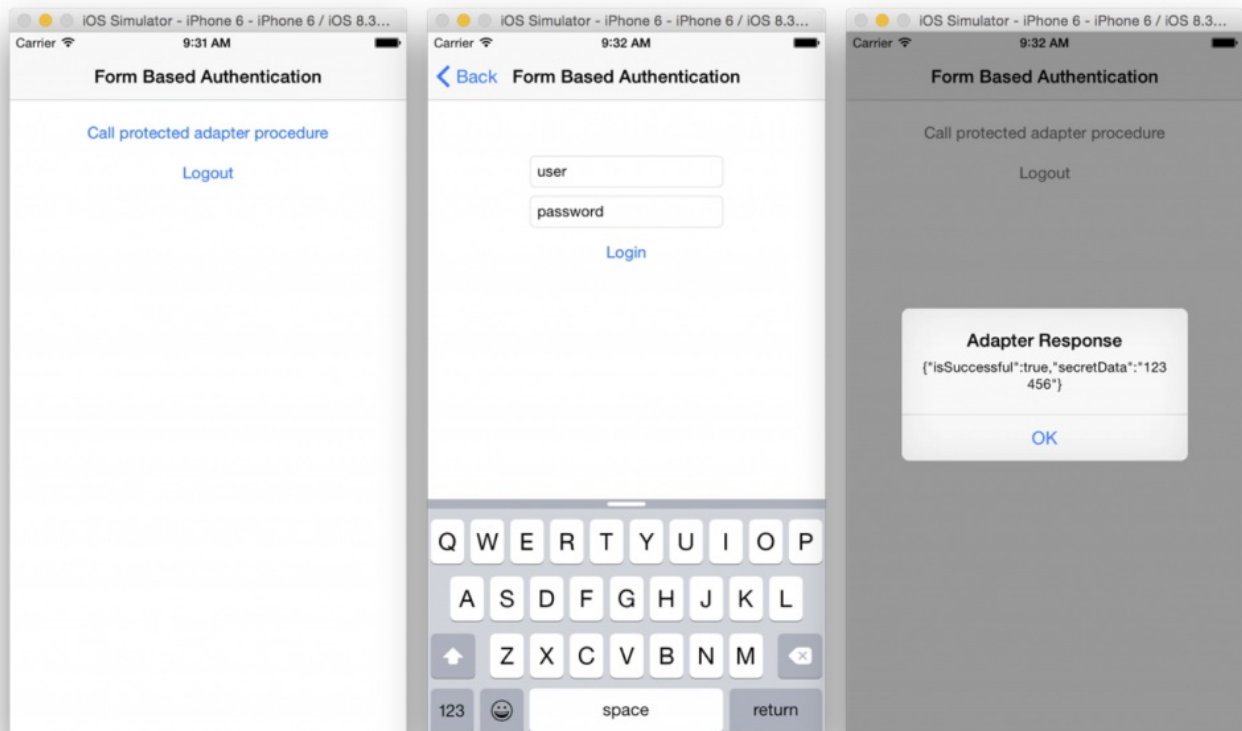 iOS Simulator - iPhone 6 - iPhone 6 / iOS 8.3...
Carrier 9:31 AM
Form Based Authentication
Call protected adapter procedure
Logout
iOS Simulator - iPhone 6 - iPhone 6 / iOS 8.3...
Carrier 9:32 AM
Back Form Based Authentication
user
password
Login
Q W E R T Y U I O P
A S D F G H J K L
Z X C V B N M
123 space return
iOS Simulator - iPhone 6 - iPhone 6 / iOS 8.3...
Carrier 9:32 AM
Form Based Authentication
Call protected adapter procedure
Logout
Adapter Response
{"isSuccessful":true,"secretData":"123
456"}
OK